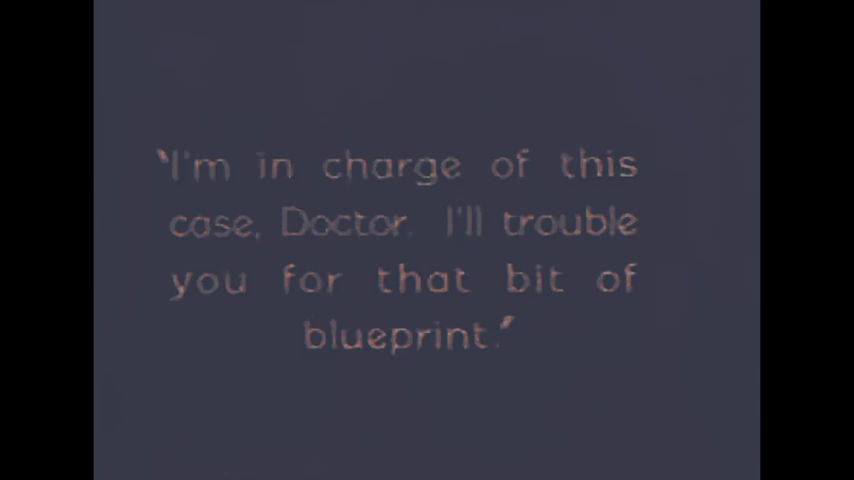 "I'm in charge of this
case, Doctor. I'll trouble
you for that bit of
blueprint."